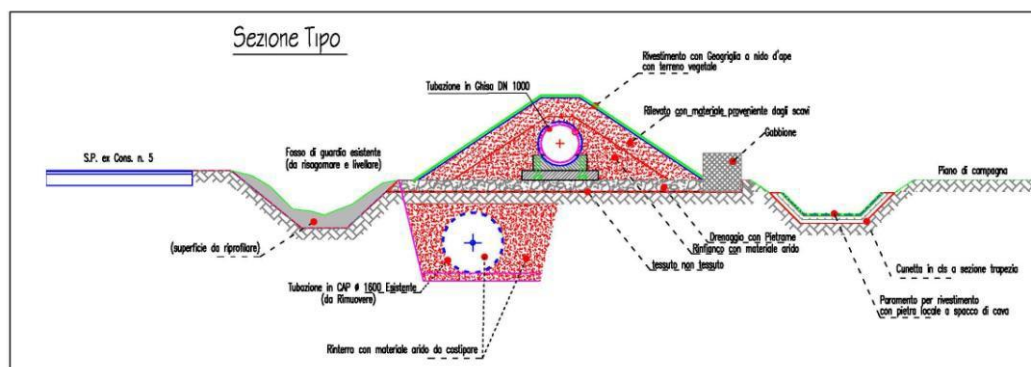 Sezione Tipo
Rivestimento con Geogriglia a nido d'ape
con terreno vegetale
Tubazione in Ghisa DN 1000
Rilevato con materiale proveniente dagli scavi
Gabbione
S.P. ex Cons. n. 5
Fosso di guardia esistente
(da risagomare e livellare)
Piano di campagna
(superficie da riprofilare)
Drenaggio con Pietrame
Rinfianco con materiale arido
tessuto non tessuto
Cunetta in cls a sezione trapezia
Tubazione in CAP ø 1600 Esistente
(da Rimuovere)
Paramento per rivestimento
con pietra locale a spacco di cava
Rinterro con materiale arido da costipare